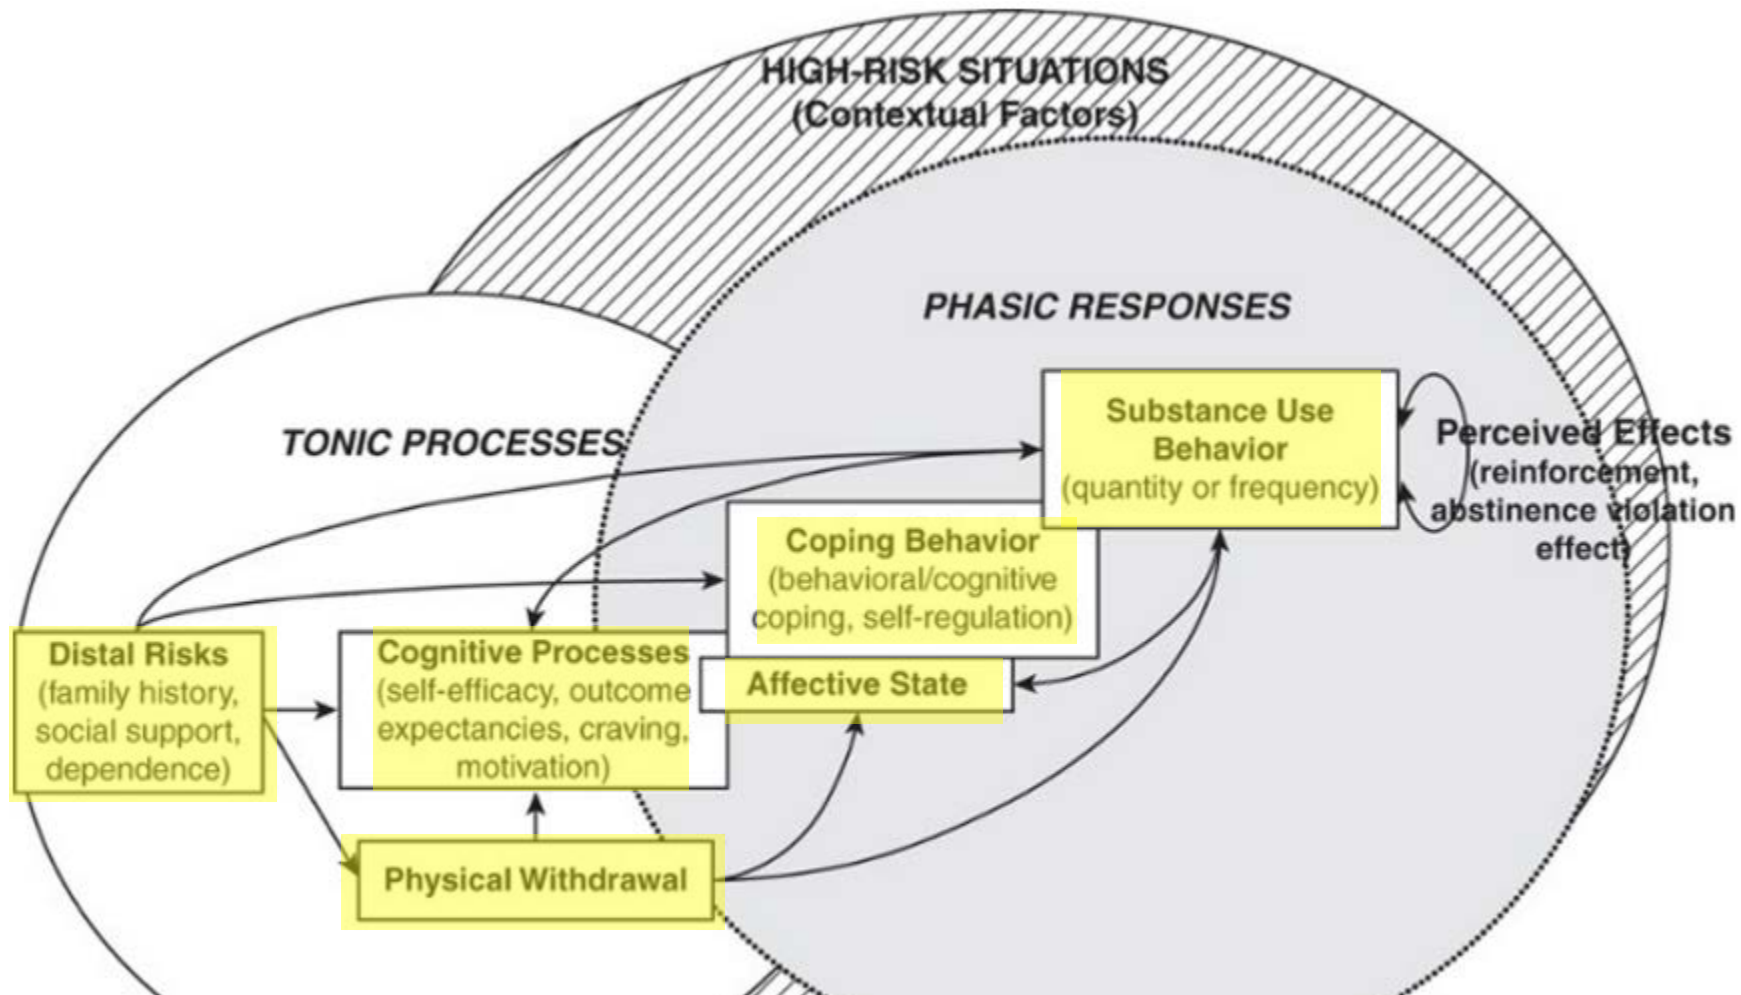 HIGH-RISK SITUATIONS
(Contextual Factors)
PHASIC RESPONSES
TONIC PROCESSES
Substance Use
Behavior
(quantity or frequency)
Perceived Effects
(reinforcement,
abstinence violation
effect)
Coping Behavior
(behavioral/cognitive
coping, self-regulation)
Distal Risks
(family history,
social support,
dependence)
Cognitive Processes
(self-efficacy, outcome
expectancies, craving,
motivation)
Affective State
Physical Withdrawal